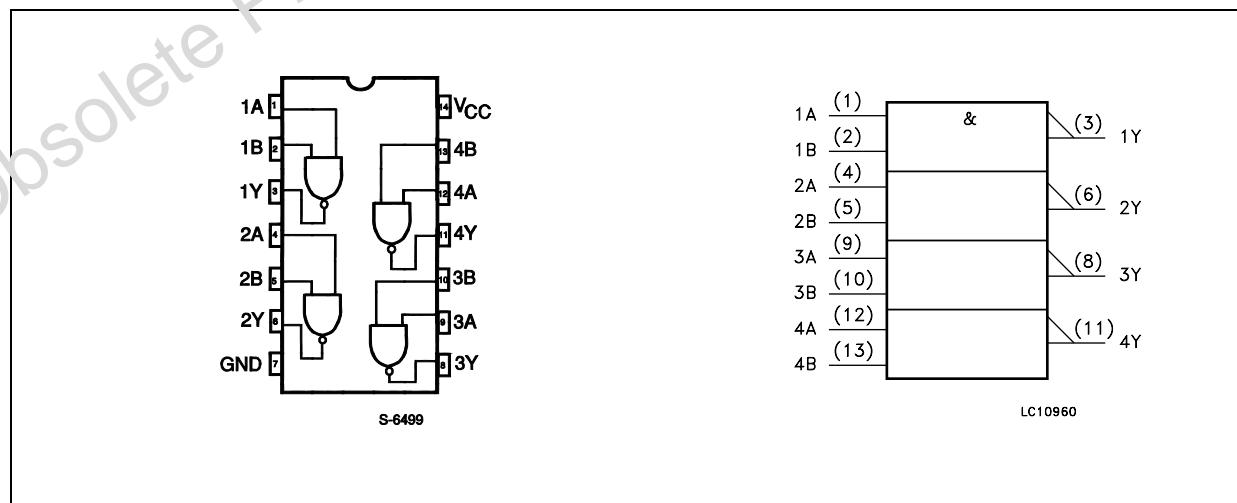 Obsolete
1A 1
1B 2
1Y 3
2A 4
2B 5
2Y 6
GND 7
14 VCC
13 4B
12 4A
11 4Y
10 3B
9 3A
8 3Y
S-6499
&
1A (1)
1B (2)
2A (4)
2B (5)
3A (9)
3B (10)
4A (12)
4B (13)
(3) 1Y
(6) 2Y
(8) 3Y
(11) 4Y
LC10960